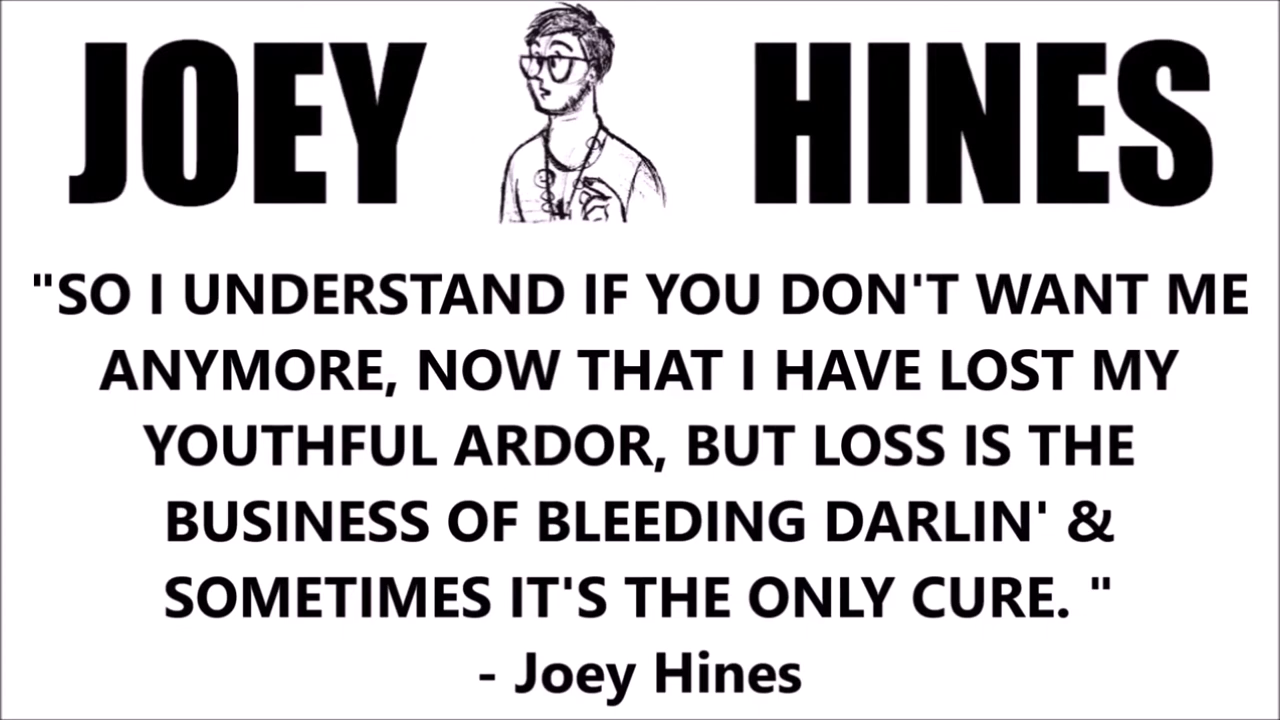 JOEY HINES
"SO I UNDERSTAND IF YOU DON'T WANT ME
ANYMORE, NOW THAT I HAVE LOST MY
YOUTHFUL ARDOR, BUT LOSS IS THE
BUSINESS OF BLEEDING DARLIN' &
SOMETIMES IT'S THE ONLY CURE. "
- Joey Hines